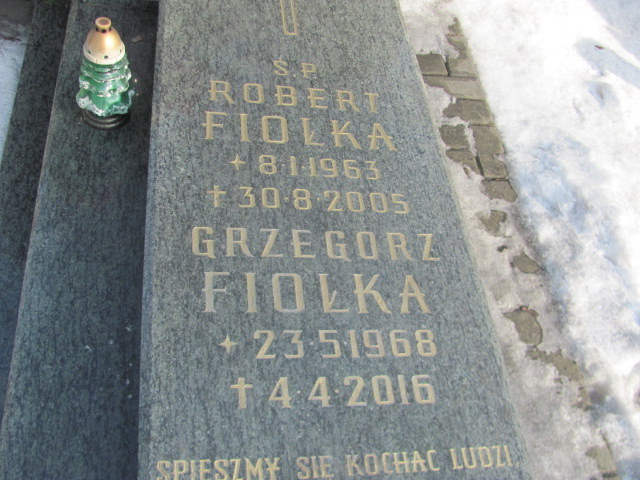 Ś.P.
ROBERT
FIOŁKA
✦ 8.1.1963
✝ 30.8.2005
GRZEGORZ
FIOŁKA
✦ 23.5.1968
✝ 4.4.2016
SPIESZMY SIĘ KOCHAĆ LUDZI